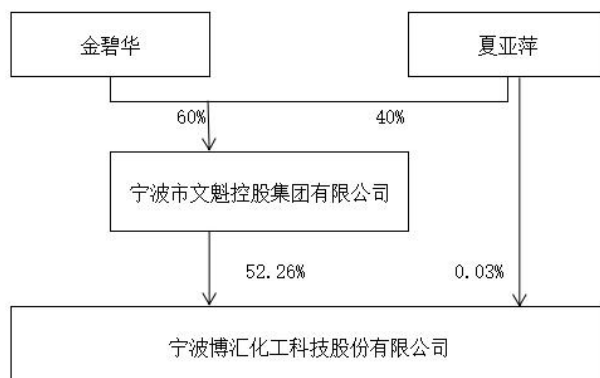 金碧华
夏亚萍
60%
40%
宁波市文魁控股集团有限公司
52.26%
0.03%
宁波博汇化工科技股份有限公司